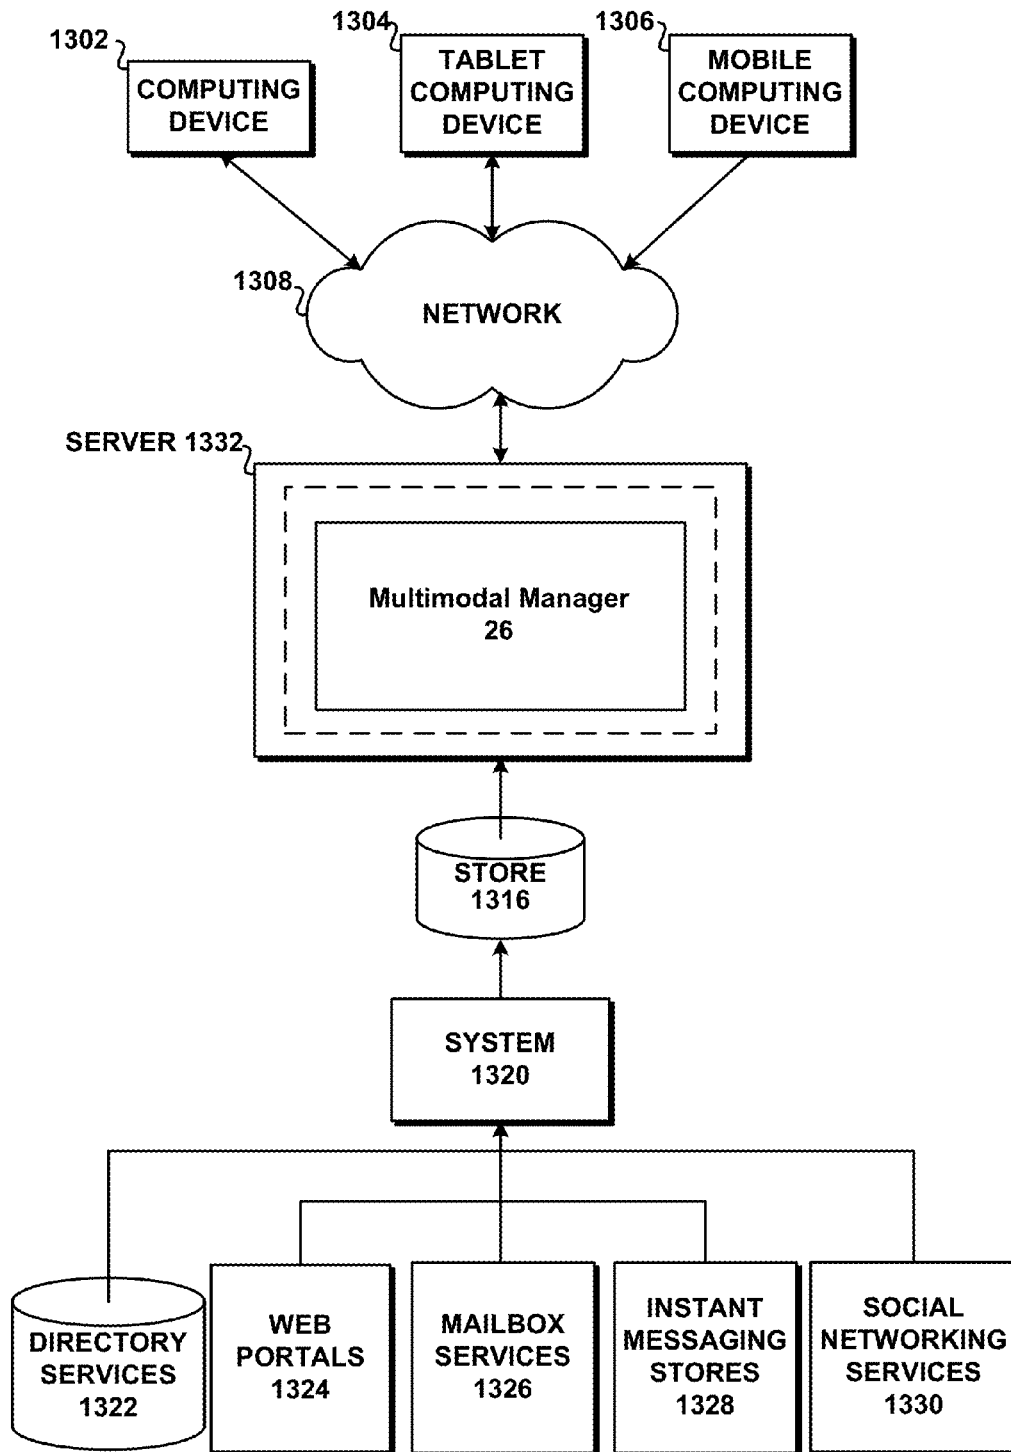 1302
COMPUTING
DEVICE
1304
TABLET
COMPUTING
DEVICE
1306
MOBILE
COMPUTING
DEVICE
1308
NETWORK
SERVER 1332
Multimodal Manager
26
STORE
1316
SYSTEM
1320
DIRECTORY
SERVICES
1322
WEB
PORTALS
1324
MAILBOX
SERVICES
1326
INSTANT
MESSAGING
STORES
1328
SOCIAL
NETWORKING
SERVICES
1330